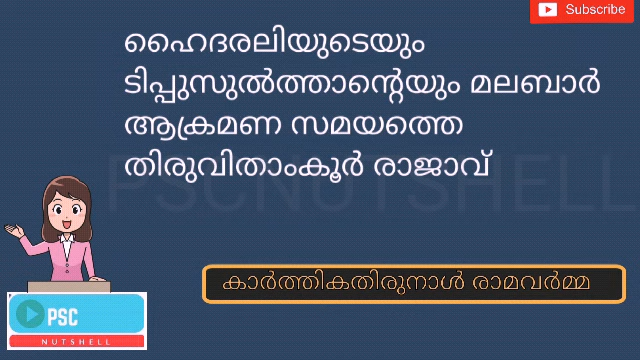 Subscribe
ഹൈദരലിയുടെയും
ടിപ്പുസുൽത്താന്റെയും മലബാർ
ആക്രമണ സമയത്തെ
തിരുവിതാംകൂർ രാജാവ്
PSCNUTSHELL
കാർത്തികതിരുനാൾ രാമവർമ്മ
PSC
NUTSHELL